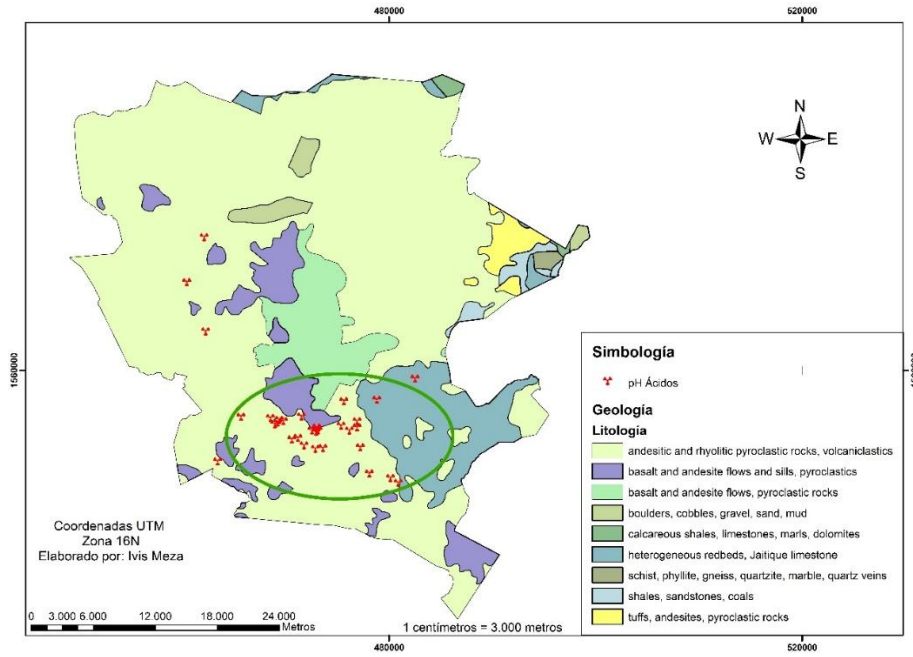 480000
520000
N
W E
S
1560000
Simbología
pH Ácidos
Geología
Litología
andesitic and rhyolitic pyroclastic rocks, volcaniclastics
basalt and andesite flows and sills, pyroclastics
basalt and andesite flows, pyroclastic rocks
boulders, cobbles, gravel, sand, mud
calcareous shales, limestones, marls, dolomites
heterogeneous redbeds, Jaitique limestone
schist, phyllite, gneiss, quartzite, marble, quartz veins
shales, sandstones, coals
tuffs, andesites, pyroclastic rocks
Coordenadas UTM
Zona 16N
Elaborado por: Ivis Meza
0 3.000 6.000 12.000 18.000 24.000
Metros
1 centímetros = 3.000 metros
480000
520000